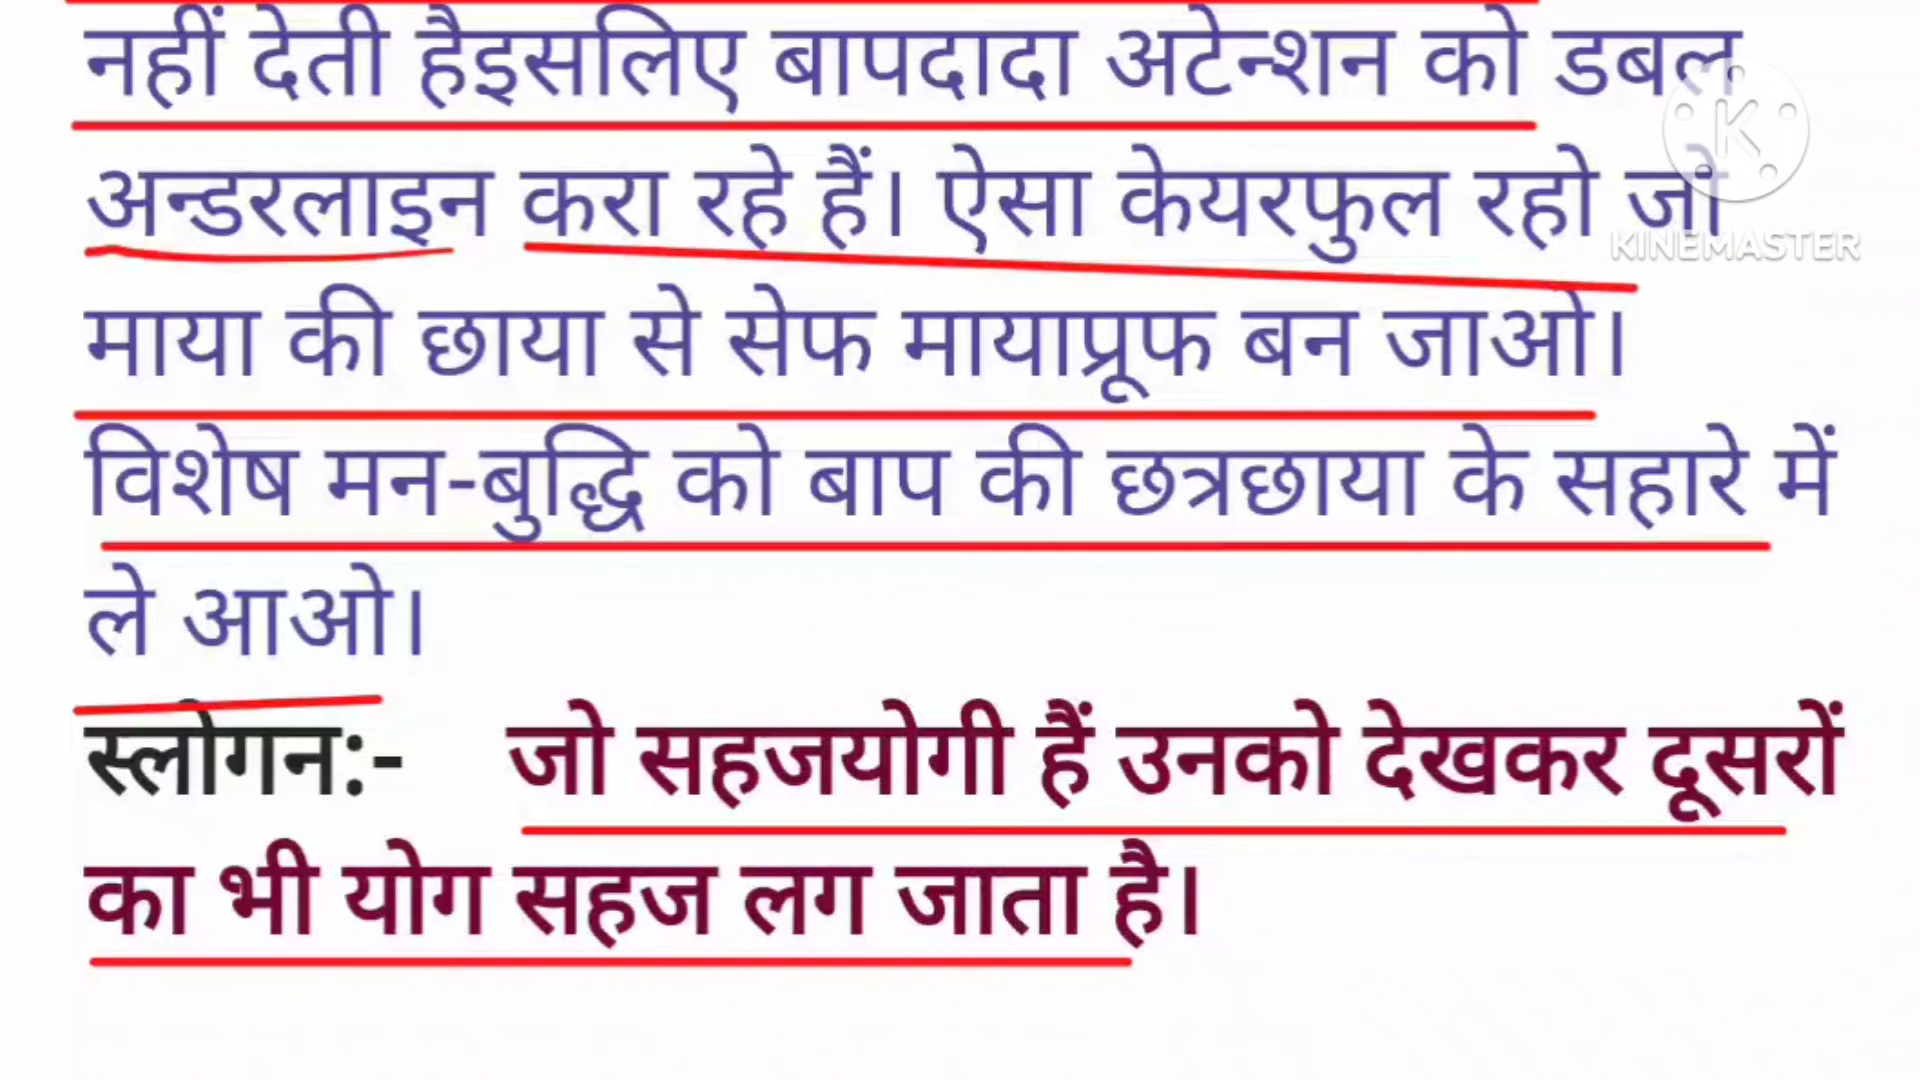 नहीं देती हैइसलिए बापदादा अटेन्शन को डबल
अन्डरलाइन करा रहे हैं। ऐसा केयरफुल रहो जो
माया की छाया से सेफ मायाप्रूफ बन जाओ।
विशेष मन-बुद्धि को बाप की छत्रछाया के सहारे में
ले आओ।
स्लोगन:- जो सहजयोगी हैं उनको देखकर दूसरों
का भी योग सहज लग जाता है।
K
KINEMASTER